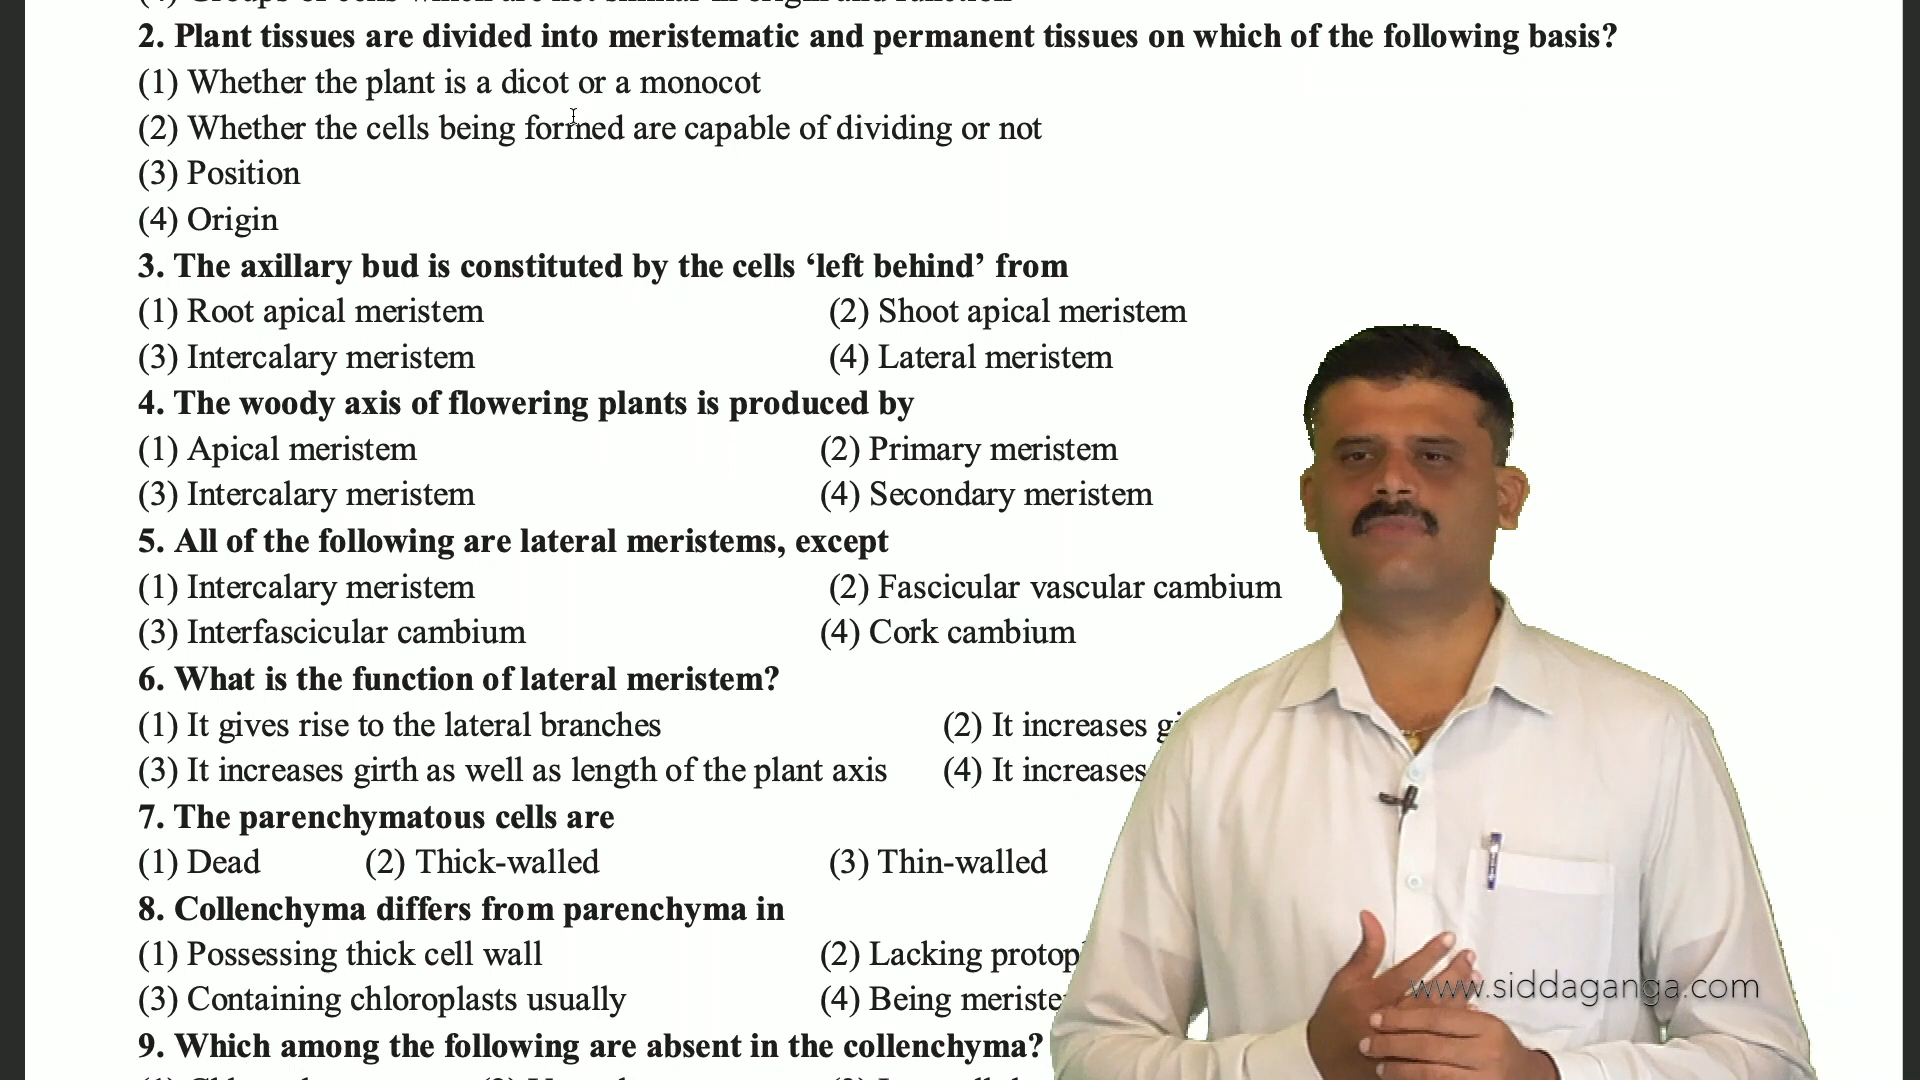 2. Plant tissues are divided into meristematic and permanent tissues on which of the following basis?
(1) Whether the plant is a dicot or a monocot
(2) Whether the cells being formed are capable of dividing or not
(3) Position
(4) Origin
3. The axillary bud is constituted by the cells ‘left behind’ from
(1) Root apical meristem (2) Shoot apical meristem
(3) Intercalary meristem (4) Lateral meristem
4. The woody axis of flowering plants is produced by
(1) Apical meristem (2) Primary meristem
(3) Intercalary meristem (4) Secondary meristem
5. All of the following are lateral meristems, except
(1) Intercalary meristem (2) Fascicular vascular cambium
(3) Interfascicular cambium (4) Cork cambium
6. What is the function of lateral meristem?
(1) It gives rise to the lateral branches (2) It increases
(3) It increases girth as well as length of the plant axis (4) It increases
7. The parenchymatous cells are
(1) Dead (2) Thick-walled (3) Thin-walled
8. Collenchyma differs from parenchyma in
(1) Possessing thick cell wall (2) Lacking
(3) Containing chloroplasts usually (4) Being
www.siddaganga.com
9. Which among the following are absent in the collenchyma?